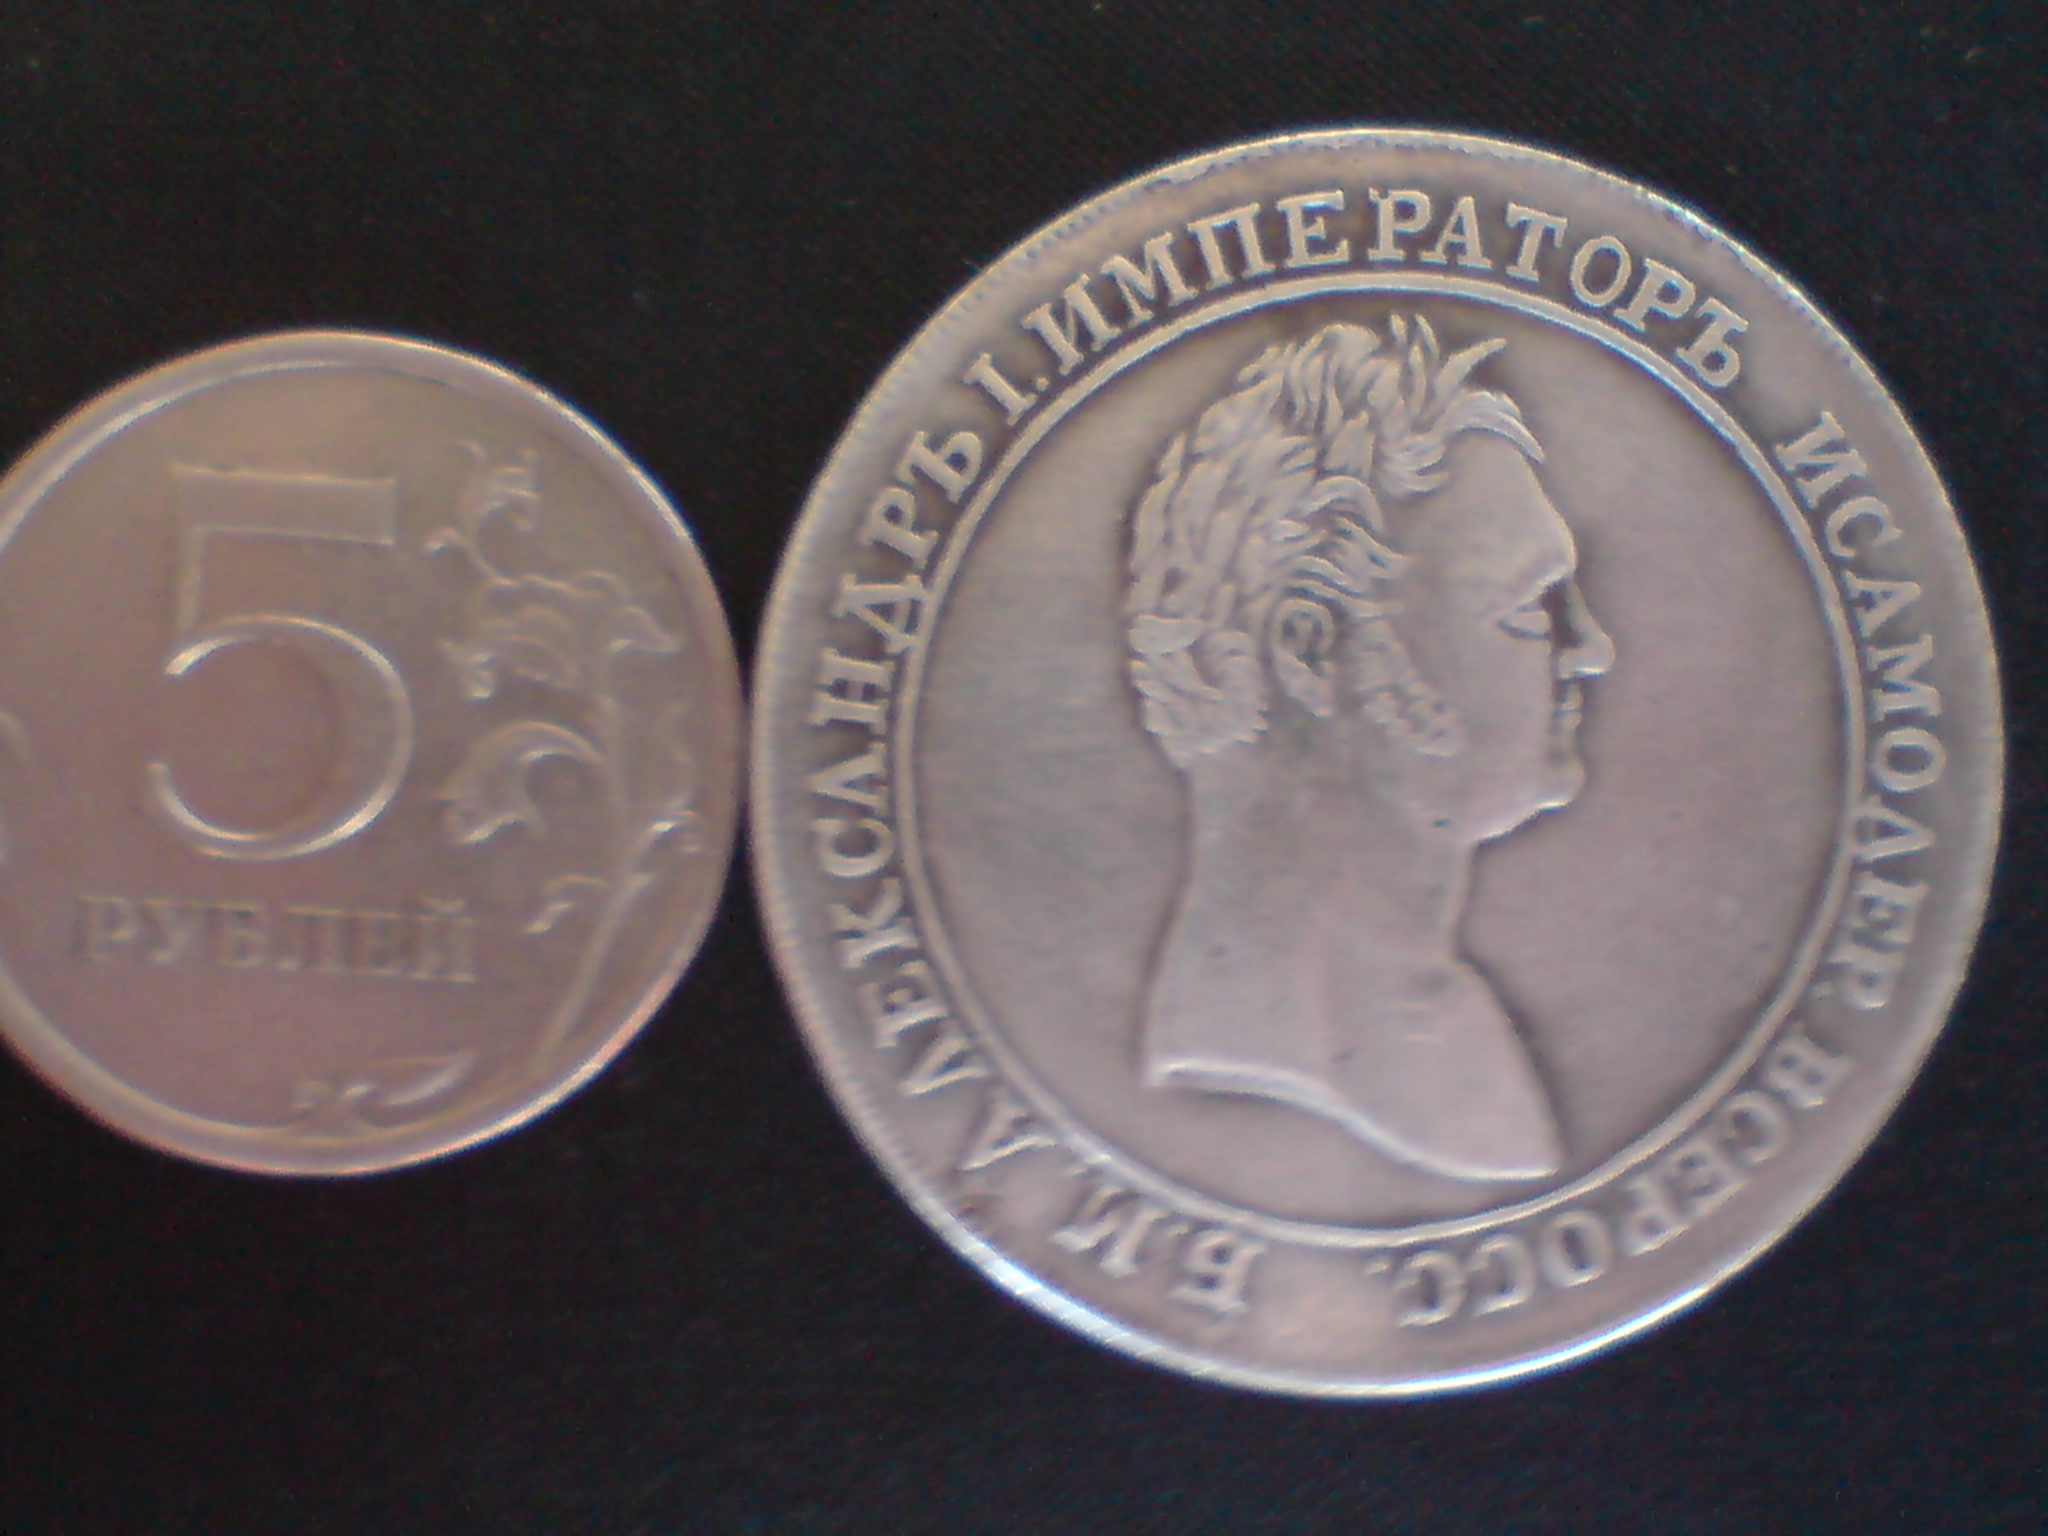 5
РУБЛЕЙ
Б.М.АЛЕКСАНДРЪ I.ИМПЕРАТОРЪ ИСАМОДЕР. ВСЕРОСС.